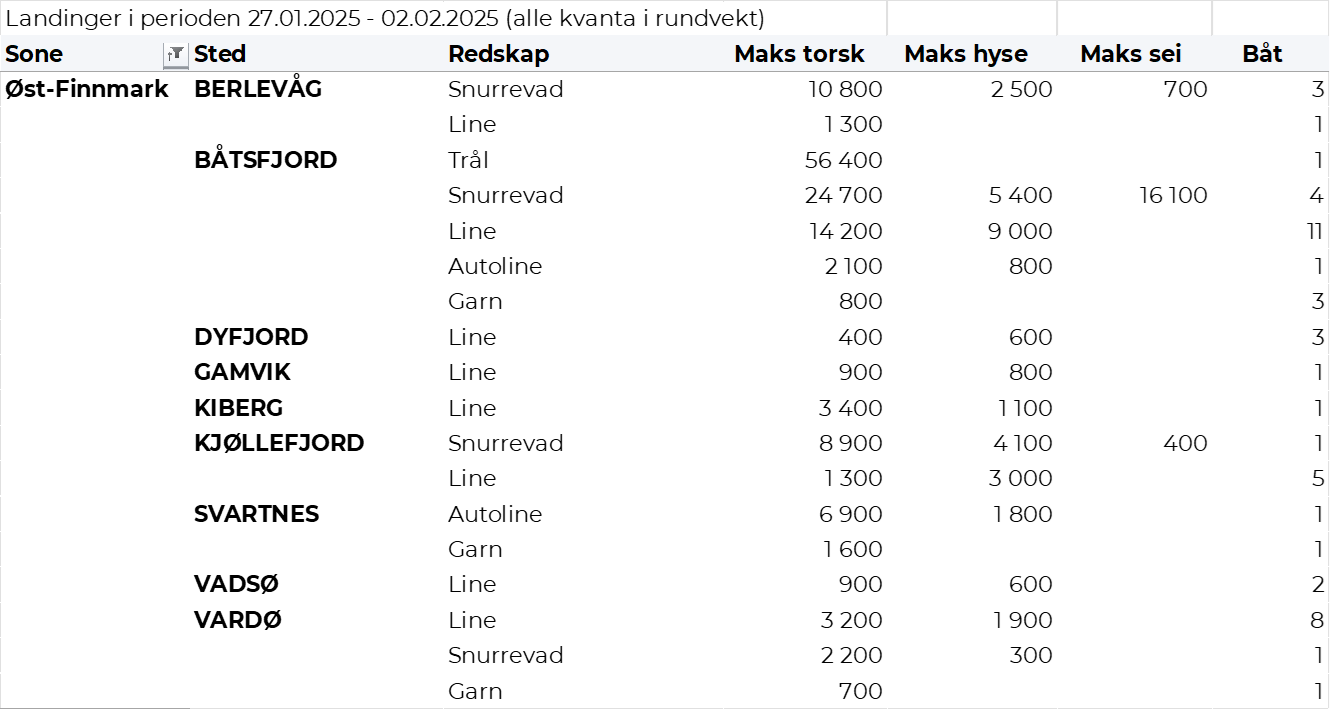 Landinger i perioden 27.01.2025 - 02.02.2025 (alle kvanta i rundvekt)
Sone Sted Redskap Maks torsk Maks hyse Maks sei Båt
Øst-Finnmark BERLEVÅG Snurrevad 10 800 2 500 700 3
Line 1 300 1
BÅTSFJORD Trål 56 400 1
Snurrevad 24 700 5 400 16 100 4
Line 14 200 9 000 11
Autoline 2 100 800 1
Garn 800 3
DYFJORD Line 400 600 3
GAMVIK Line 900 800 1
KIBERG Line 3 400 1 100 1
KJØLLEFJORD Snurrevad 8 900 4 100 400 1
Line 1 300 3 000 5
SVARTNES Autoline 6 900 1 800 1
Garn 1 600 1
VADSØ Line 900 600 2
VARDØ Line 3 200 1 900 8
Snurrevad 2 200 300 1
Garn 700 1